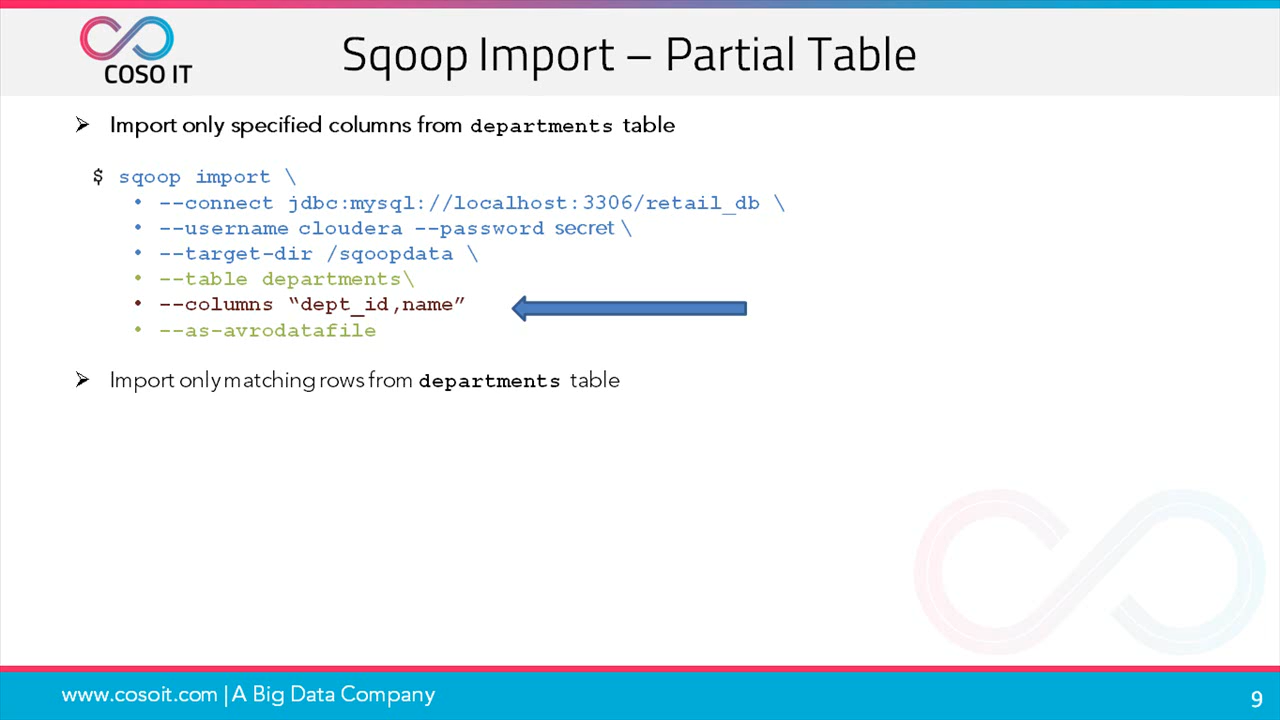 COSO IT
Sqoop Import – Partial Table
➢ Import only specified columns from departments table
$ sqoop import \
• --connect jdbc:mysql://localhost:3306/retail_db \
• --username cloudera --password secret \
• --target-dir /sqoopdata \
• --table departments\
• --columns “dept_id,name”
• --as-avrodatafile
➢ Import only matching rows from departments table
www.cosoit.com | A Big Data Company
9